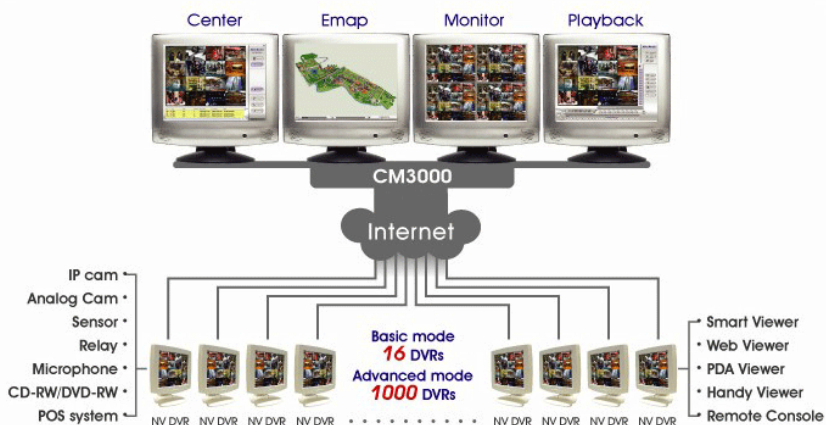 Center Emap Monitor Playback
CM3000
Internet
IP cam
Analog Cam
Sensor
Relay
Microphone
CD-RW/DVD-RW
POS system
Basic mode
16 DVRs
Advanced mode
1000 DVRs
Smart Viewer
Web Viewer
PDA Viewer
Handy Viewer
Remote Console
NV DVR NV DVR NV DVR NV DVR NV DVR NV DVR NV DVR NV DVR